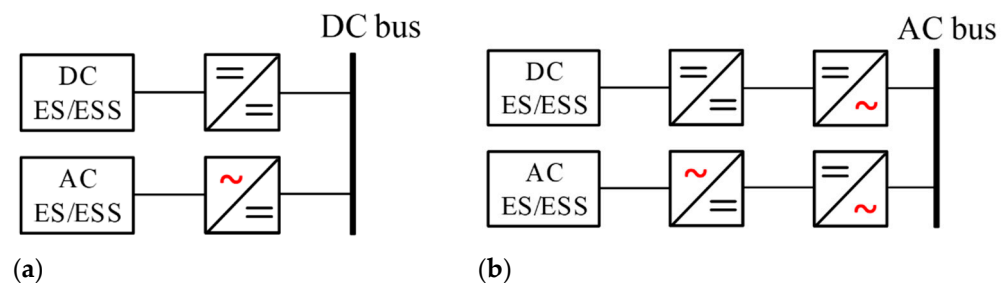 DC bus
DC
ES/ESS
AC
ES/ESS
(a)
AC bus
DC
ES/ESS
AC
ES/ESS
(b)